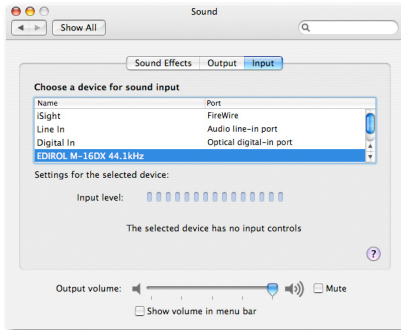 Sound
Show All
Sound Effects Output Input
Choose a device for sound input
Name Port
iSight FireWire
Line In Audio line-in port
Digital In Optical digital-in port
EDIROL M-16DX 44.1kHz
Settings for the selected device:
Input level:
The selected device has no input controls
?
Output volume: Mute
Show volume in menu bar